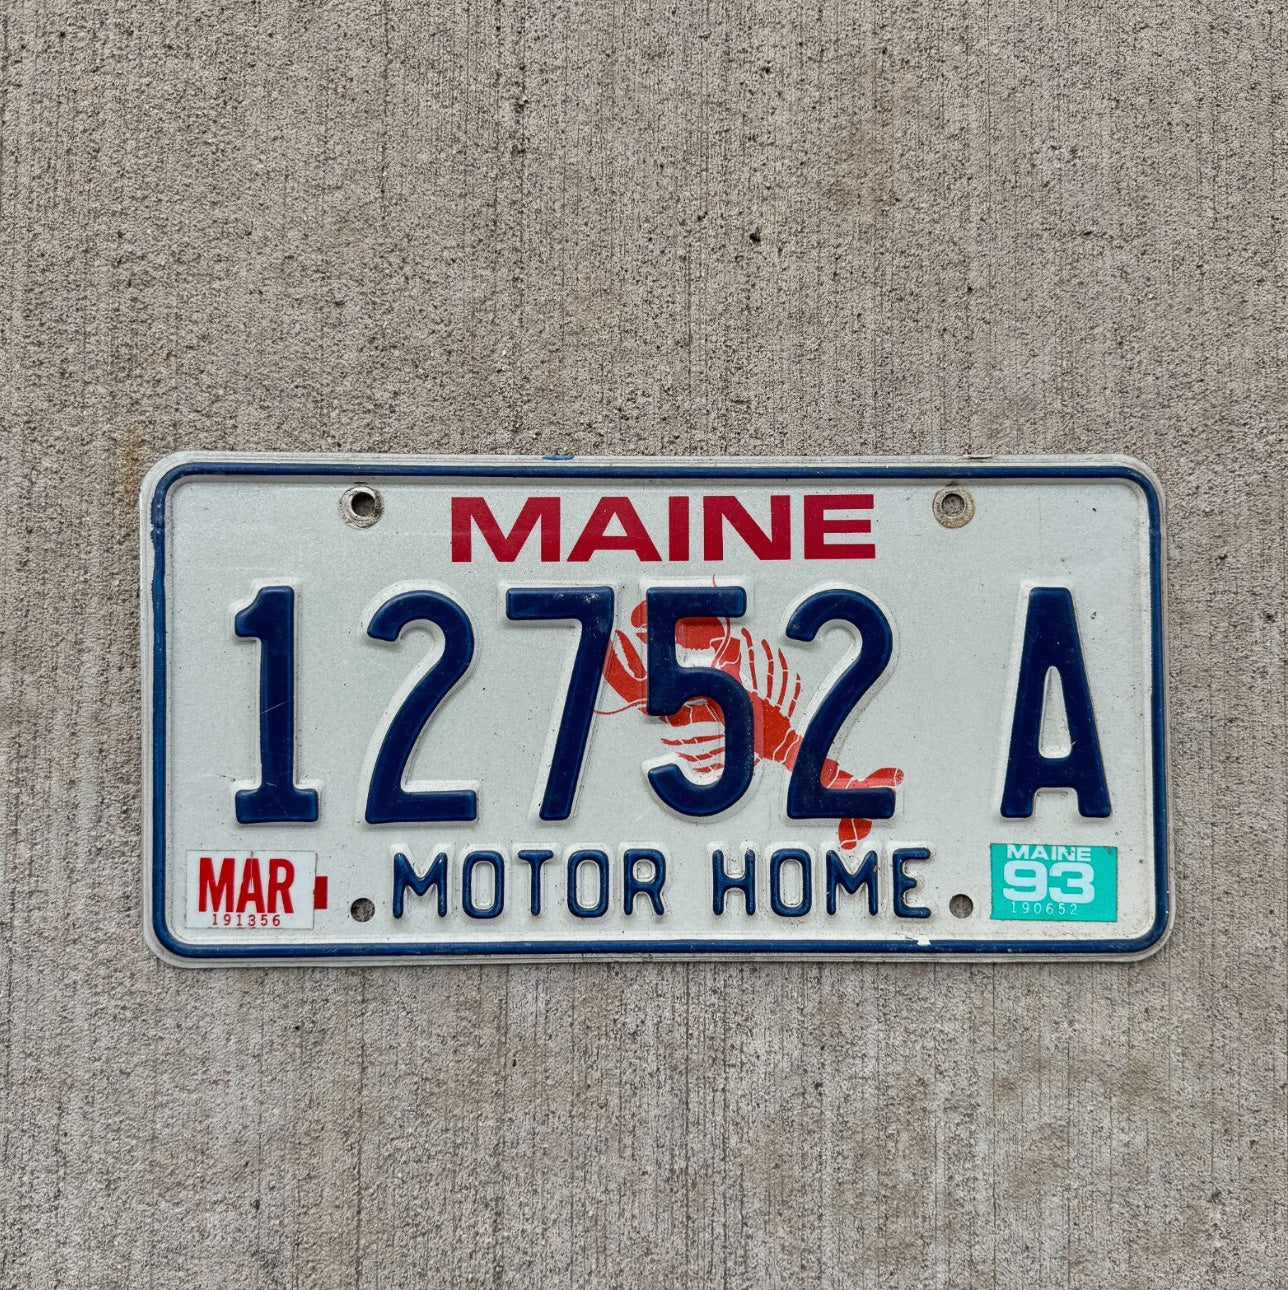 MAINE
12752 A
MAR
191356
MOTOR HOME
MAINE
93
190652